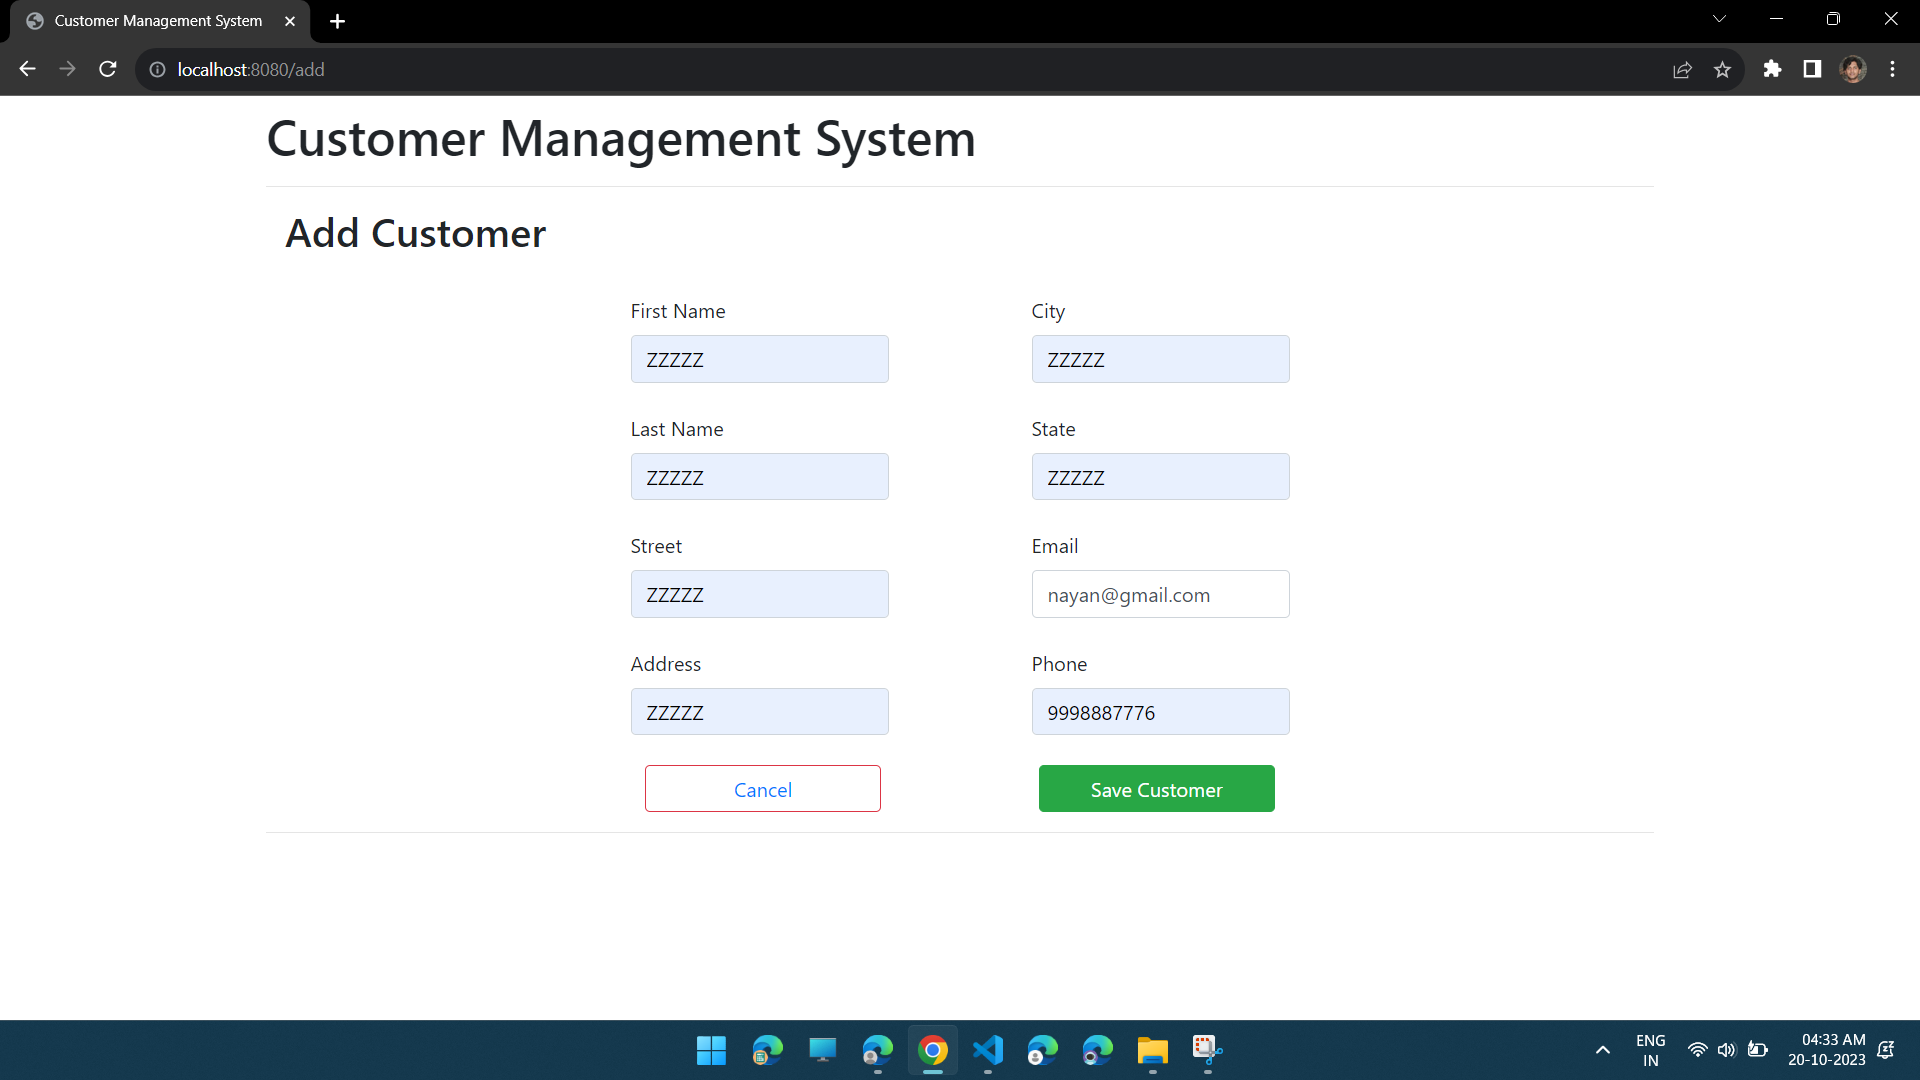 Customer Management System
localhost:8080/add
Customer Management System
Add Customer
First Name
ZZZZZ
City
ZZZZZ
Last Name
ZZZZZ
State
ZZZZZ
Street
ZZZZZ
Email
nayan@gmail.com
Address
ZZZZZ
Phone
9998887776
Cancel
Save Customer
ENG
IN
04:33 AM
20-10-2023